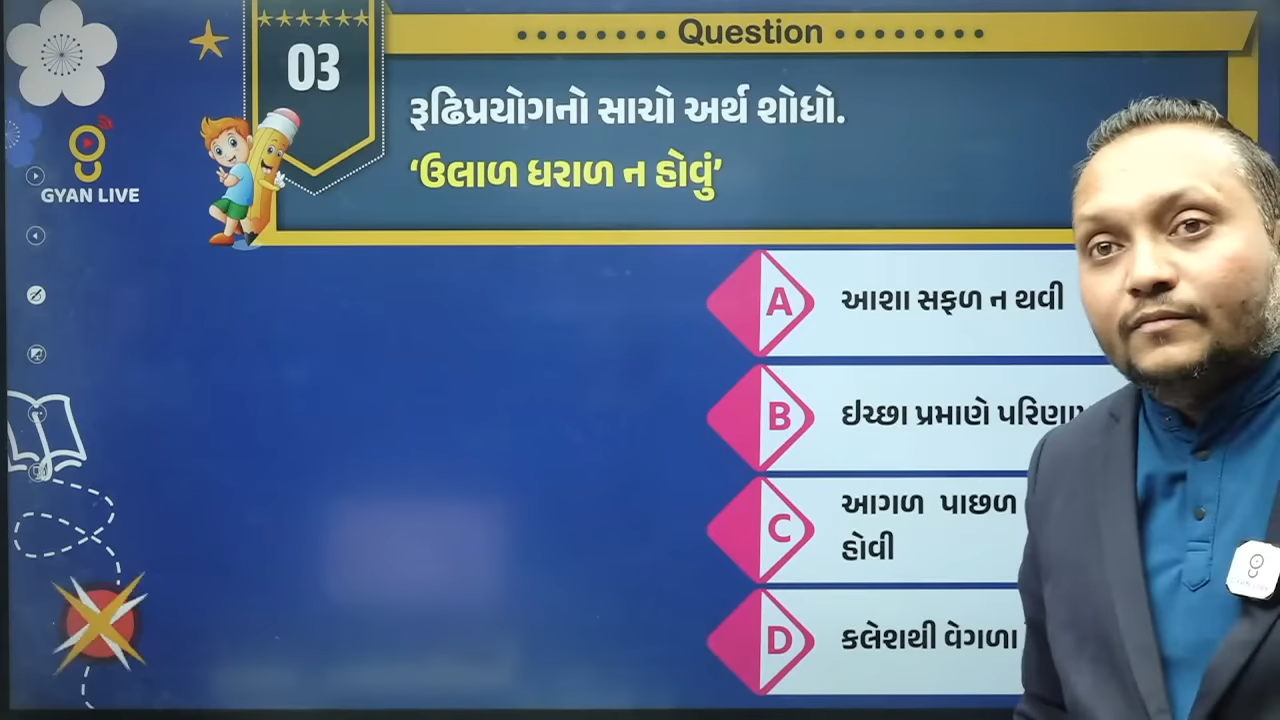 03
•••••••• Question ••••••••
રૂઢિપ્રયોગનો સાચો અર્થ શોધો.
‘ઉલાળ ધરાળ ન હોવું’
GYAN LIVE
A આશા સફળ ન થવી
B ઇચ્છા પ્રમાણે
C આગળ પાછળ
હોવી
D કલેશથી વેગળા